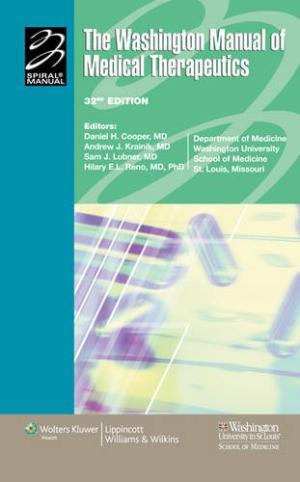 The Washington Manual of
Medical Therapeutics
SPIRAL®
MANUAL
32ND EDITION
Editors:
Daniel H. Cooper, MD
Andrew J. Krainik, MD
Sam J. Lubner, MD
Hilary E.L. Reno, MD, PhD
Department of Medicine
Washington University
School of Medicine
St. Louis, Missouri
Wolters Kluwer
Health
Lippincott
Williams & Wilkins
Washington
University in St. Louis
SCHOOL OF MEDICINE